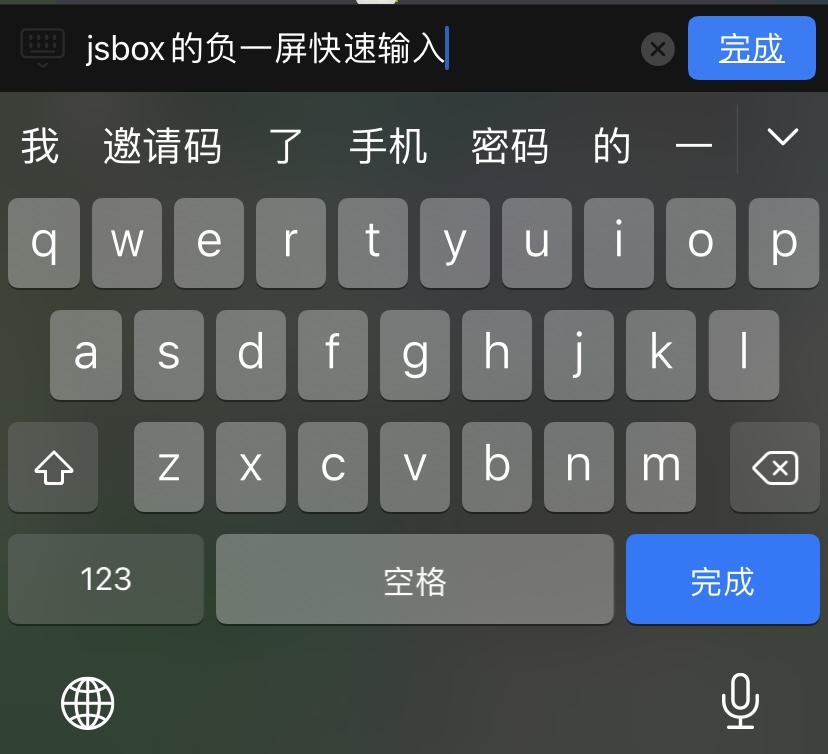 jsbox的负一屏快速输入 完成
我 邀请码 了 手机 密码 的 一
q w e r t y u i o p
a s d f g h j k l
z x c v b n m
123 空格 完成